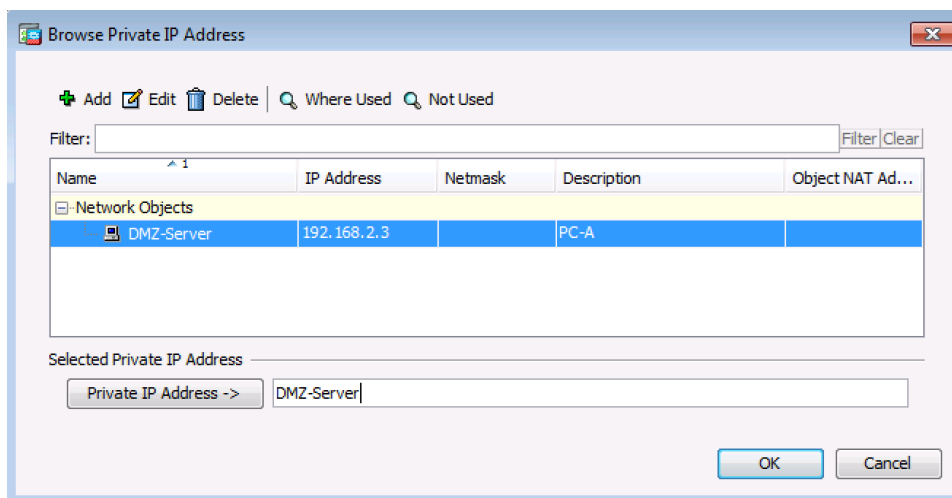 Browse Private IP Address
Add Edit Delete Where Used Not Used
Filter: Filter Clear
1
Name IP Address Netmask Description Object NAT Ad...
Network Objects
DMZ-Server 192.168.2.3 PC-A
Selected Private IP Address
Private IP Address -> DMZ-Server
OK Cancel